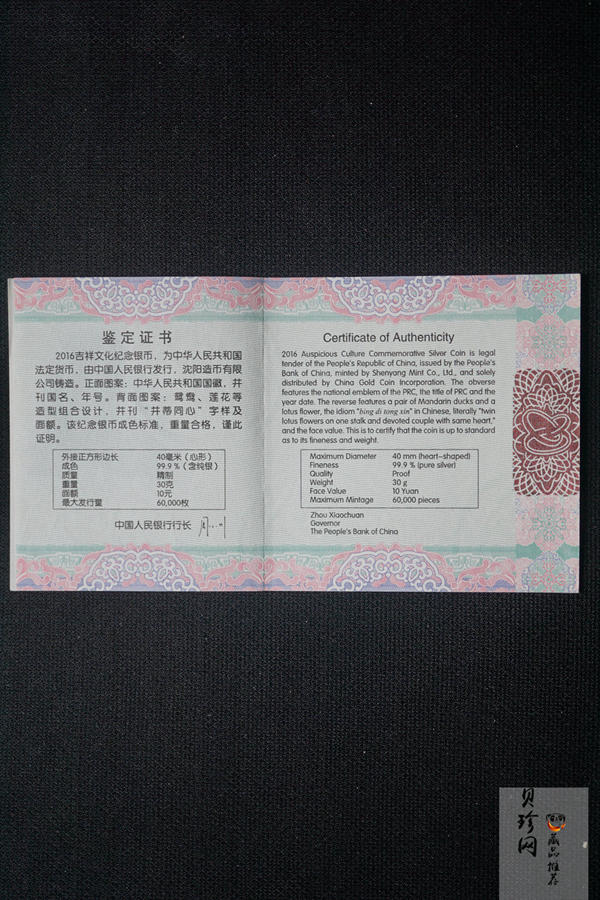 鉴定证书
2016吉祥文化纪念银币，为中华人民共和国
法定货币，由中国人民银行发行，沈阳造币有限
公司铸造。正面图案：中华人民共和国国徽，并
刊国名、年号。背面图案：鸳鸯、莲花等
造型组合设计，并刊“并蒂同心”字样及
面额。该纪念银币成色标准，重量合格，谨此
证明。
外接正方形边长 40毫米（心形）
成色 99.9％（含纯银）
质量 精制
重量 30克
面额 10元
最大发行量 60,000枚
中国人民银行行长
Certificate of Authenticity
2016 Auspicious Culture Commemorative Silver Coin is legal
tender of the People's Republic of China, issued by the People's
Bank of China, minted by Shenyang Mint Co., Ltd., and solely
distributed by China Gold Coin Incorporation. The obverse
features the national emblem of the PRC, the title of PRC and the
year date. The reverse features a pair of Mandarin ducks and a
lotus flower, the idiom "bing di tong xin" in Chinese, literally "twin
lotus flowers on one stalk and devoted couple with same heart,"
and the face value. This is to certify that the coin is up to standard
as to its fineness and weight.
Maximum Diameter 40 mm (heart-shaped)
Fineness 99.9 % (pure silver)
Quality Proof
Weight 30 g
Face Value 10 Yuan
Maximum Mintage 60,000 pieces
Zhou Xiaochuan
Governor
The People's Bank of China
贝珍网
藏品推荐